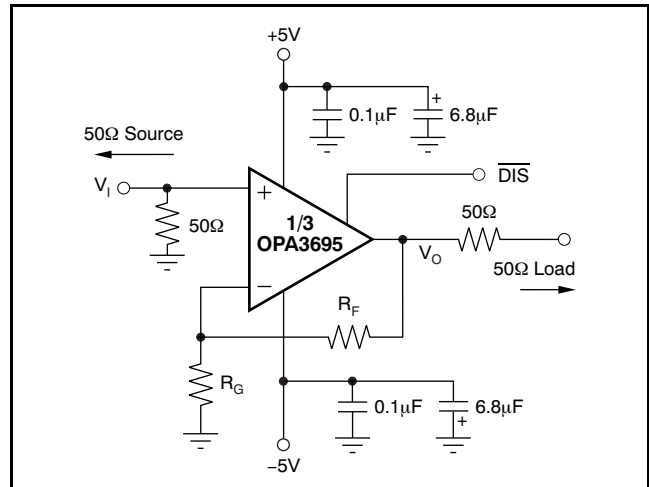 +5V
+
0.1μF
6.8μF
50Ω Source
V_I
+
50Ω
1/3
OPA3695
−
D̅I̅S̅
50Ω
V_O
50Ω Load
R_F
R_G
0.1μF
6.8μF
+
−5V